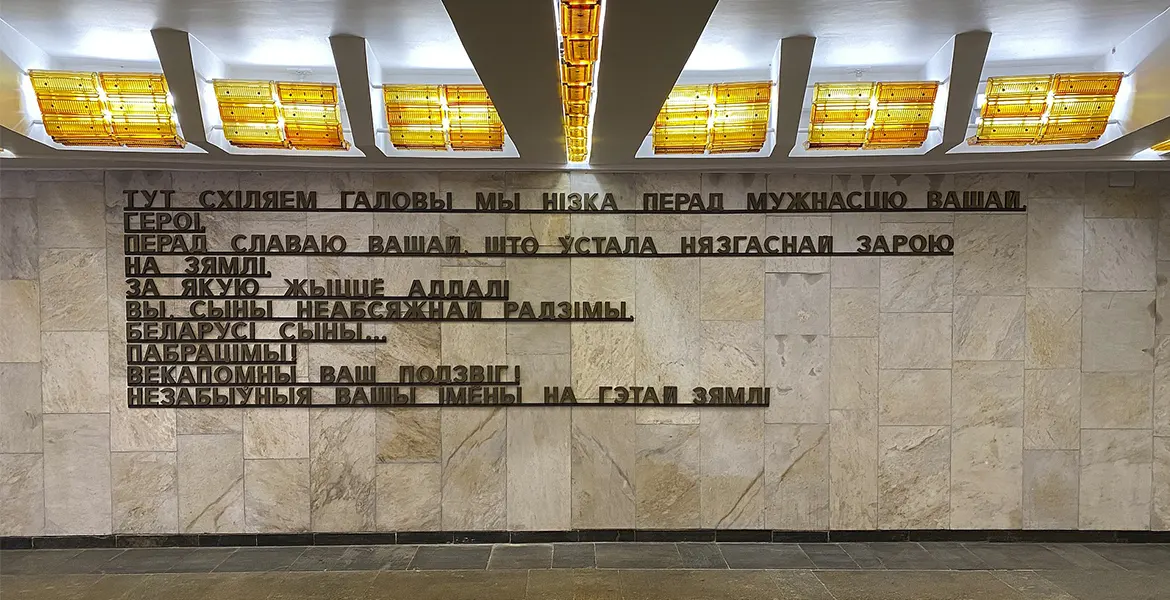 ТУТ СХІЛЯЕМ ГАЛОВЫ МЫ НІЗКА ПЕРАД МУЖНАСЦЮ ВАШАЙ,
ГЕРОІ,
ПЕРАД СЛАВАЮ ВАШАЙ, ШТО ЎСТАЛА НЯЗГАСНАЙ ЗАРОЮ
НА ЗЯМЛІ,
ЗА ЯКУЮ ЖЫЦЦЁ АДДАЛІ
ВЫ, СЫНЫ НЕАБСЯЖНАЙ РАДЗІМЫ,
БЕЛАРУСІ СЫНЫ...
ПАБРАЦІМЫ!
ВЕКАПОМНЫ ВАШ ПОДЗВІГ!
НЕЗАБЫЎНЫЯ ВАШЫ ІМЁНЫ НА ГЭТАЙ ЗЯМЛІ